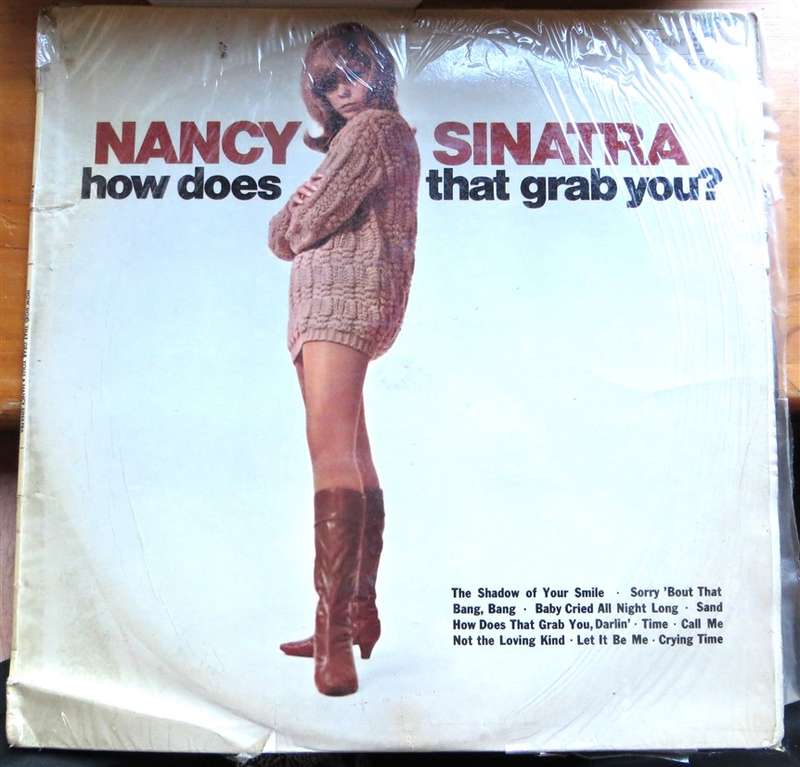 NANCY SINATRA
how does that grab you?
The Shadow of Your Smile · Sorry 'Bout That
Bang, Bang · Baby Cried All Night Long · Sand
How Does That Grab You, Darlin' · Time · Call Me
Not the Loving Kind · Let It Be Me · Crying Time